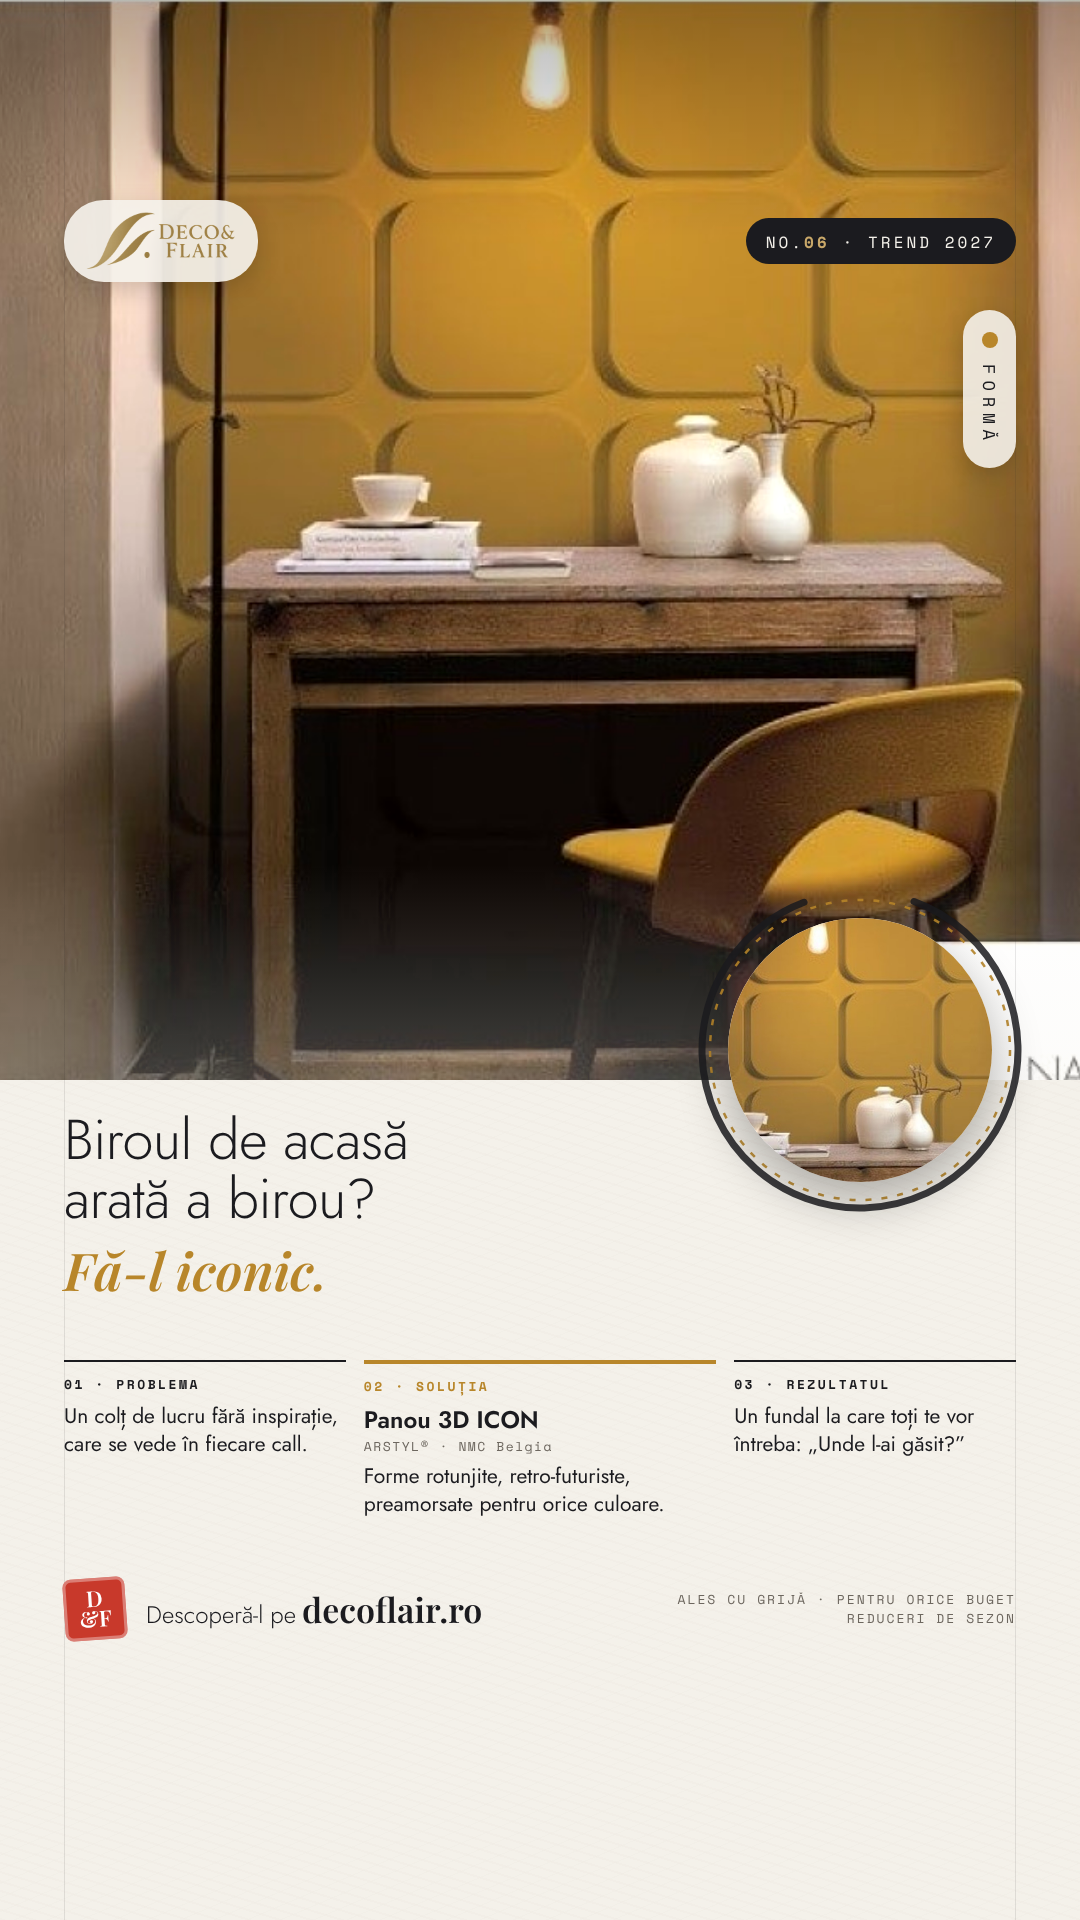 DECO&
FLAIR
NO.06 · TREND 2027
FORMĂ
NA
Biroul de acasă
arată a birou?
Fă-l iconic.
01 · PROBLEMA
Un colț de lucru fără inspirație,
care se vede în fiecare call.
02 · SOLUȚIA
Panou 3D ICON
ARSTYL® · NMC Belgia
Forme rotunjite, retro-futuriste,
preamorsate pentru orice culoare.
03 · REZULTATUL
Un fundal la care toți te vor
întreba: „Unde l-ai găsit?”
D
&F
Descoperă-l pe decoflair.ro
ALES CU GRIJĂ · PENTRU ORICE BUGET
REDUCERI DE SEZON